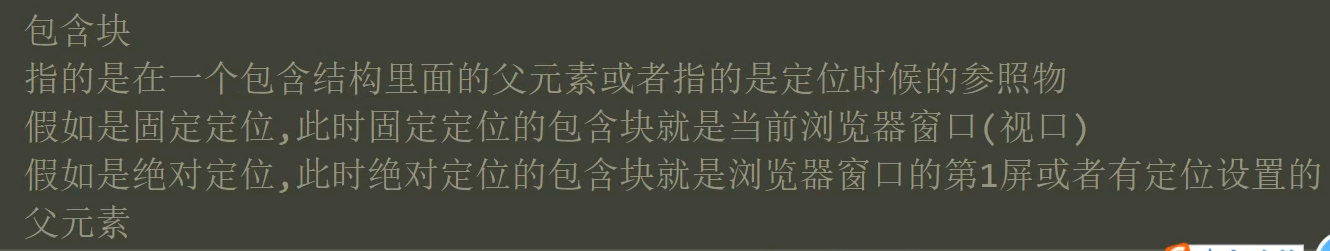 包含块
指的是在一个包含结构里面的父元素或者指的是定位时候的参照物
假如是固定定位,此时固定定位的包含块就是当前浏览器窗口(视口)
假如是绝对定位,此时绝对定位的包含块就是浏览器窗口的第1屏或者有定位设置的
父元素